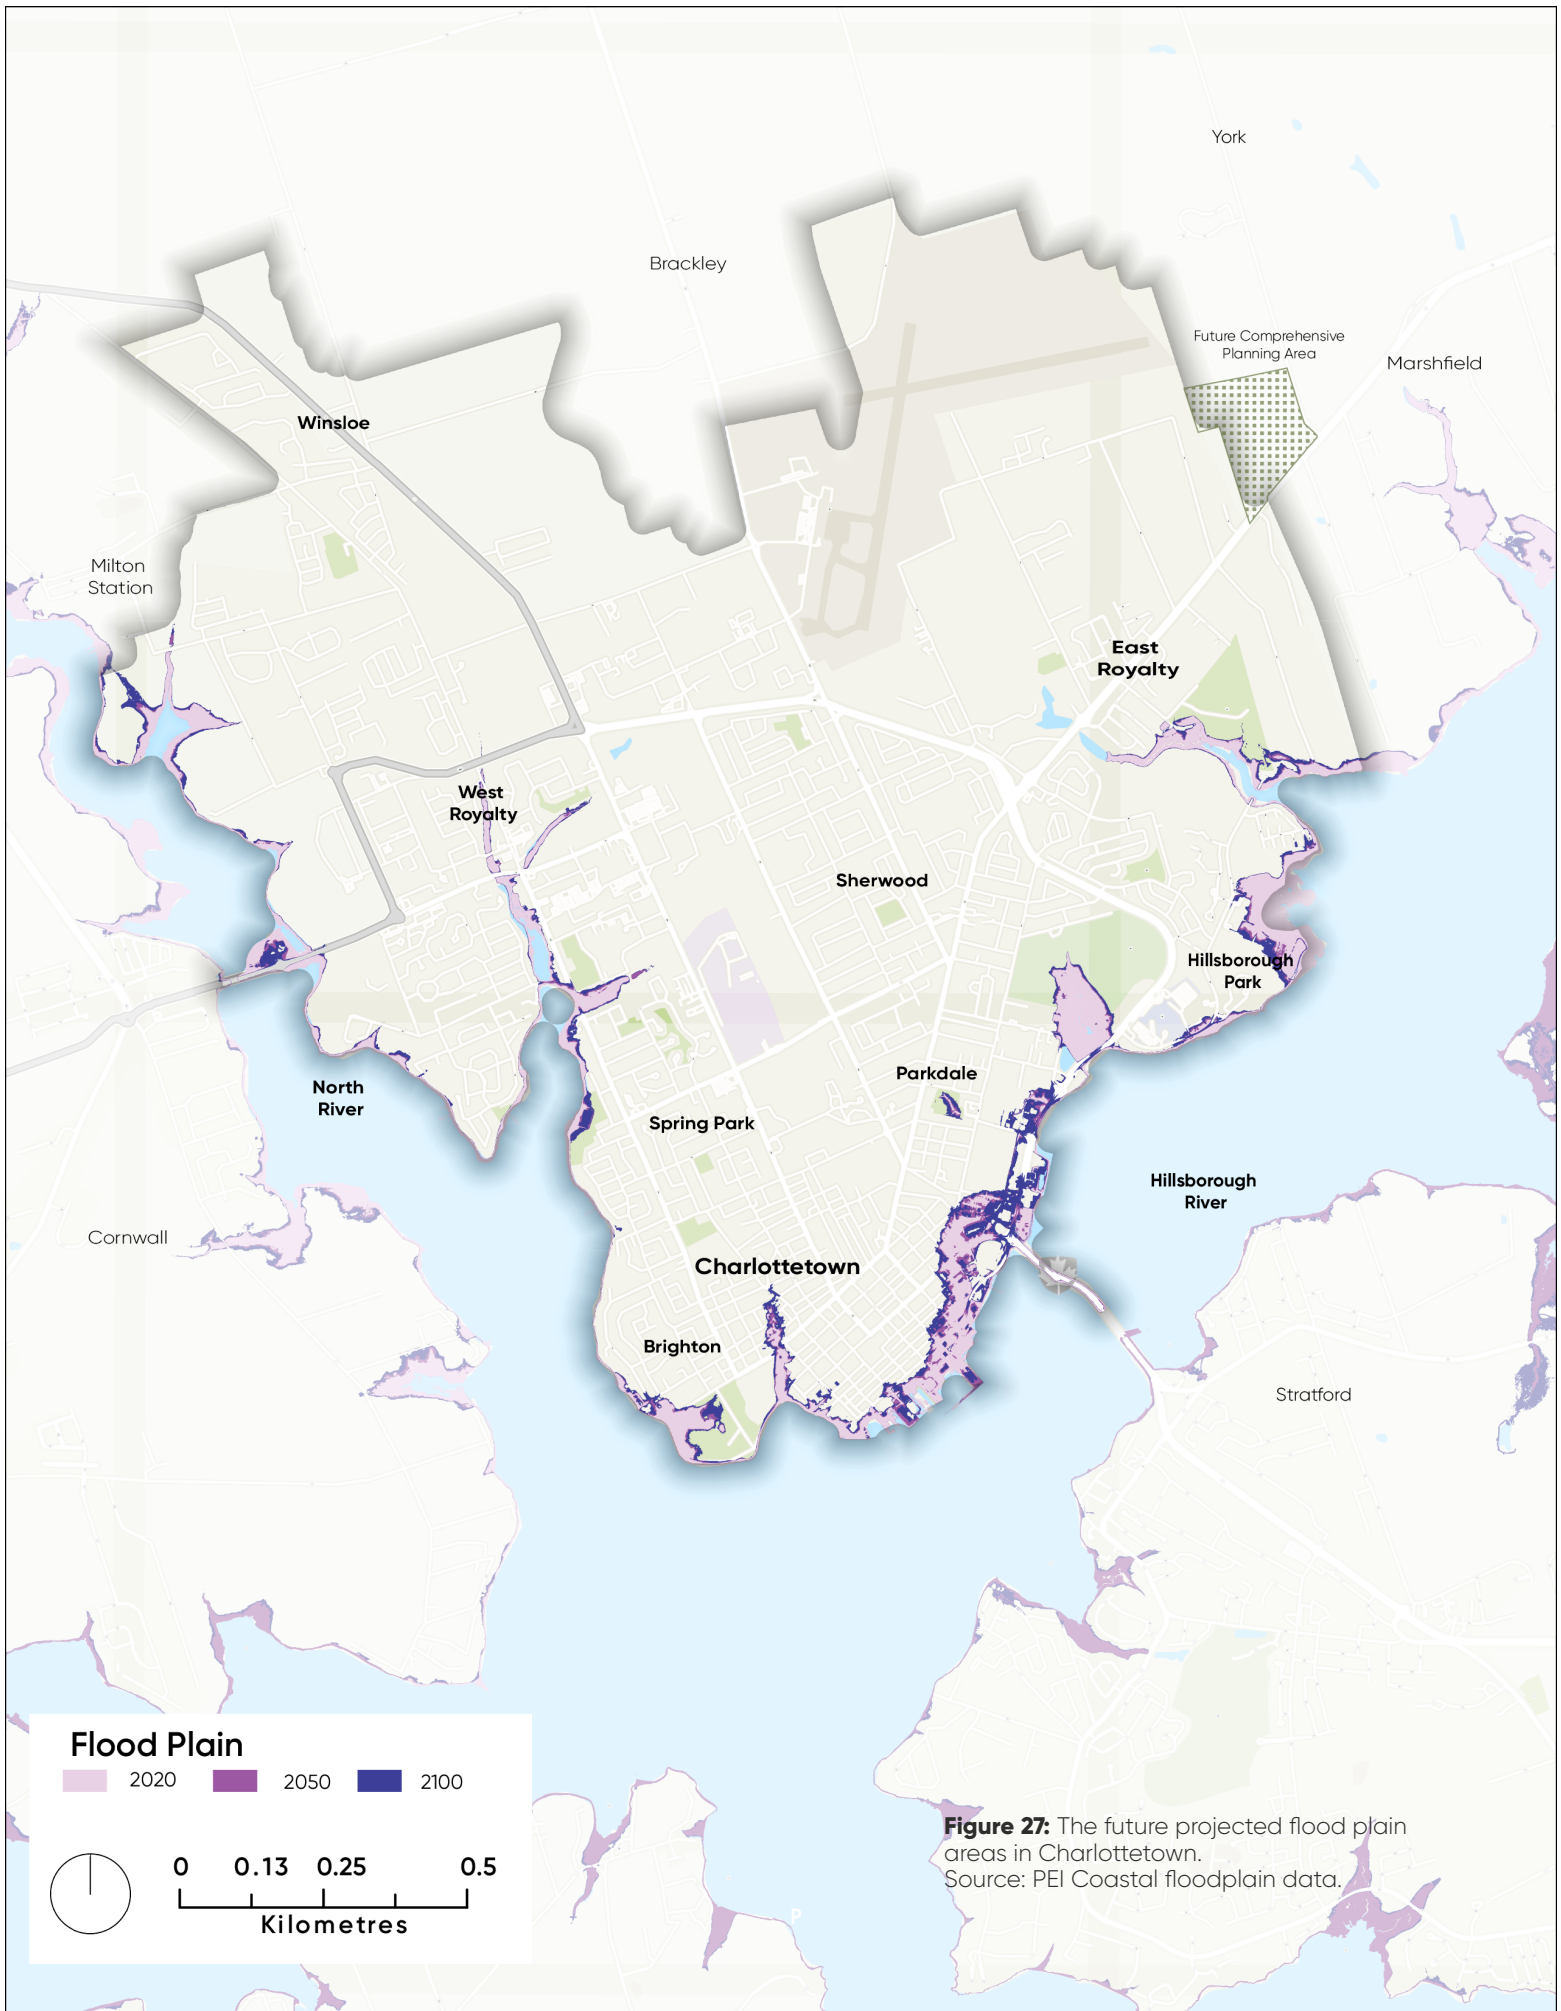 York
Brackley
Future Comprehensive
Planning Area
Marshfield
Winsloe
Milton
Station
East
Royalty
West
Royalty
Sherwood
Hillsborough
Park
North
River
Parkdale
Spring Park
Hillsborough
River
Cornwall
Charlottetown
Brighton
Stratford
Flood Plain
2020 2050 2100
0 0.13 0.25 0.5
Kilometres
Figure 27: The future projected flood plain
areas in Charlottetown.
Source: PEI Coastal floodplain data.
P